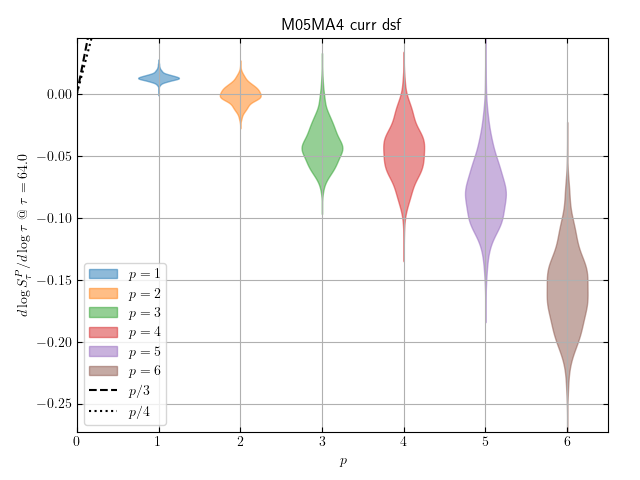 M05MA4 curr dsf
d log S_τ^P / d log τ @ τ = 64.0
0.00
−0.05
−0.10
−0.15
−0.20
−0.25
p = 1
p = 2
p = 3
p = 4
p = 5
p = 6
p/3
p/4
0 1 2 3 4 5 6
p